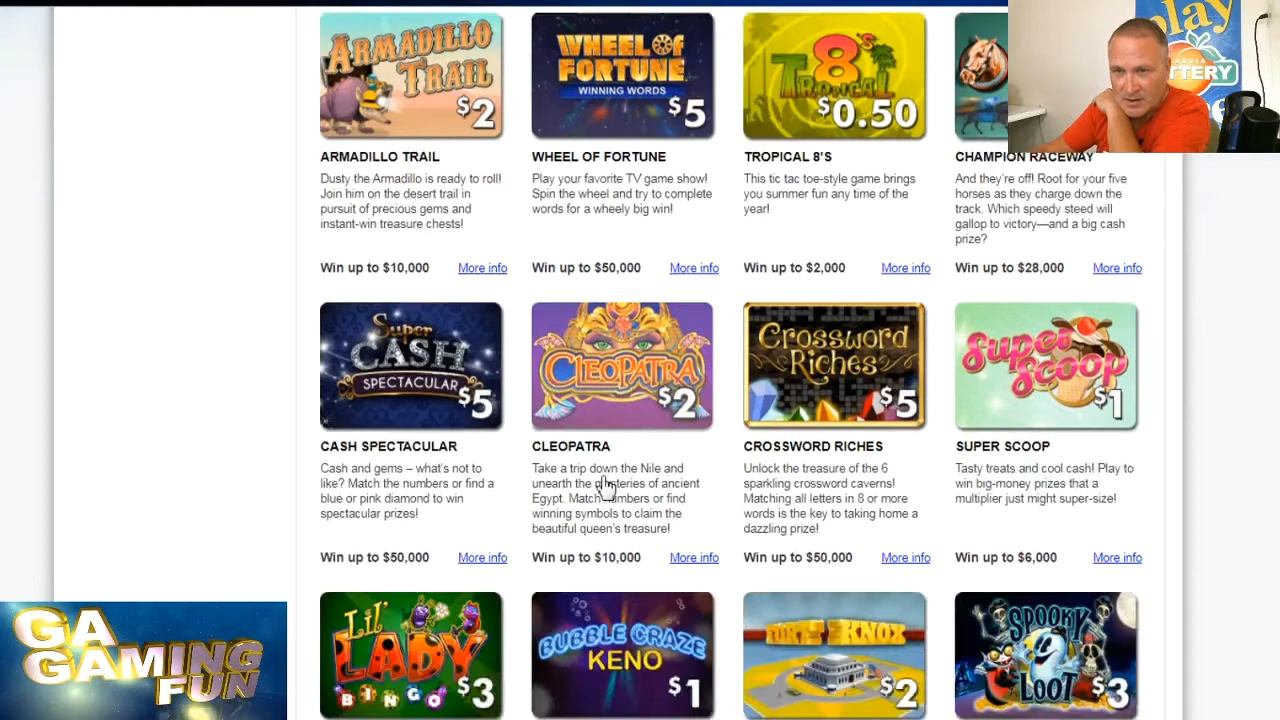 ARMADILLO
TRAIL
$2
WHEEL OF
FORTUNE
WINNING WORDS
$5
8'S
TROPICAL
$0.50
play
TTERY
ARMADILLO TRAIL
Dusty the Armadillo is ready to roll!
Join him on the desert trail in
pursuit of precious gems and
instant-win treasure chests!
Win up to $10,000 More info
WHEEL OF FORTUNE
Play your favorite TV game show!
Spin the wheel and try to complete
words for a wheely big win!
Win up to $50,000 More info
TROPICAL 8'S
This tic tac toe-style game brings
you summer fun any time of the
year!
Win up to $2,000 More info
CHAMPION RACEWAY
And they're off! Root for your five
horses as they charge down the
track. Which speedy steed will
gallop to victory—and a big cash
prize?
Win up to $28,000 More info
Super
CASH
SPECTACULAR
$5
CLEOPATRA
$2
Crossword
Riches
$5
Super
Scoop
$1
CASH SPECTACULAR
Cash and gems – what's not to
like? Match the numbers or find a
blue or pink diamond to win
spectacular prizes!
Win up to $50,000 More info
CLEOPATRA
Take a trip down the Nile and
unearth the mysteries of ancient
Egypt. Match numbers or find
winning symbols to claim the
beautiful queen's treasure!
Win up to $10,000 More info
CROSSWORD RICHES
Unlock the treasure of the 6
sparkling crossword caverns!
Matching all letters in 8 or more
words is the key to taking home a
dazzling prize!
Win up to $50,000 More info
SUPER SCOOP
Tasty treats and cool cash! Play to
win big-money prizes that a
multiplier just might super-size!
Win up to $6,000 More info
GA
GAMING
FUN
LIL'
LADY
BINGO
$3
BUBBLE CRAZE
KENO
$1
FORT KNOX
$2
SPOOKY
LOOT
$3